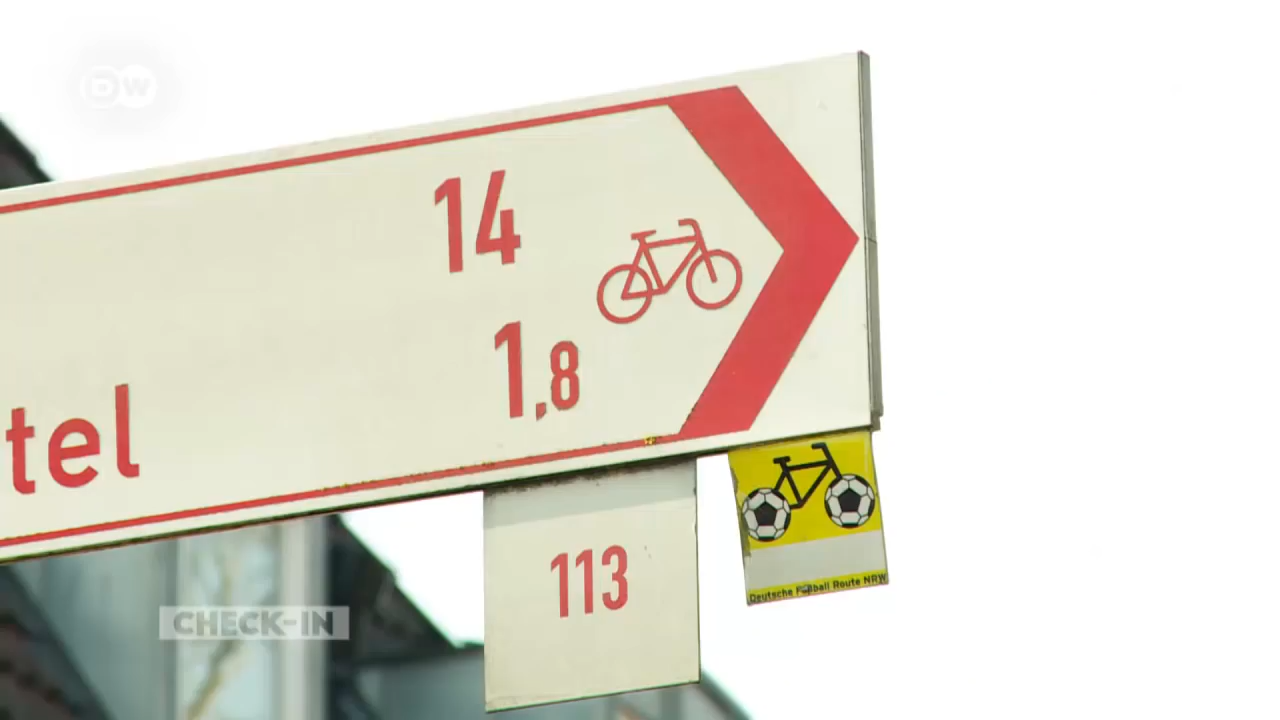 DW
14
1,8
tel
113
Deutsche Fußball Route NRW
CHECK-IN